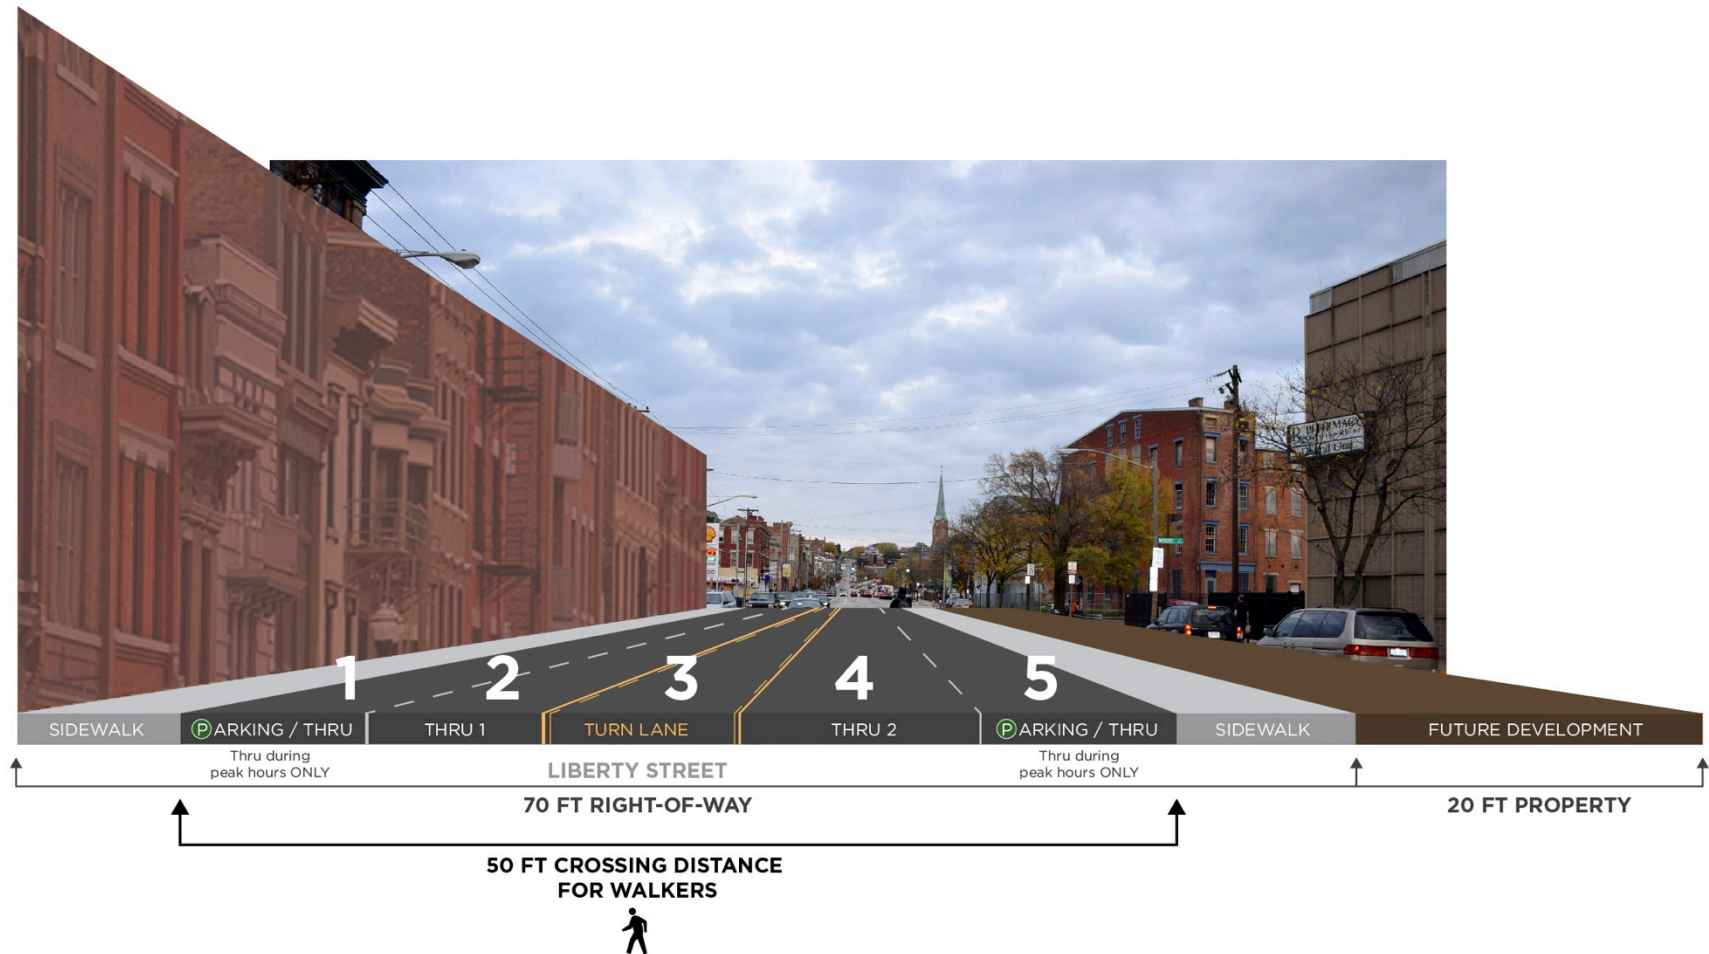 PHARMACY
MOORE
1
2
3
4
5
SIDEWALK
PARKING / THRU
THRU 1
TURN LANE
THRU 2
PARKING / THRU
SIDEWALK
FUTURE DEVELOPMENT
Thru during
peak hours ONLY
Thru during
peak hours ONLY
LIBERTY STREET
70 FT RIGHT-OF-WAY
20 FT PROPERTY
50 FT CROSSING DISTANCE
FOR WALKERS